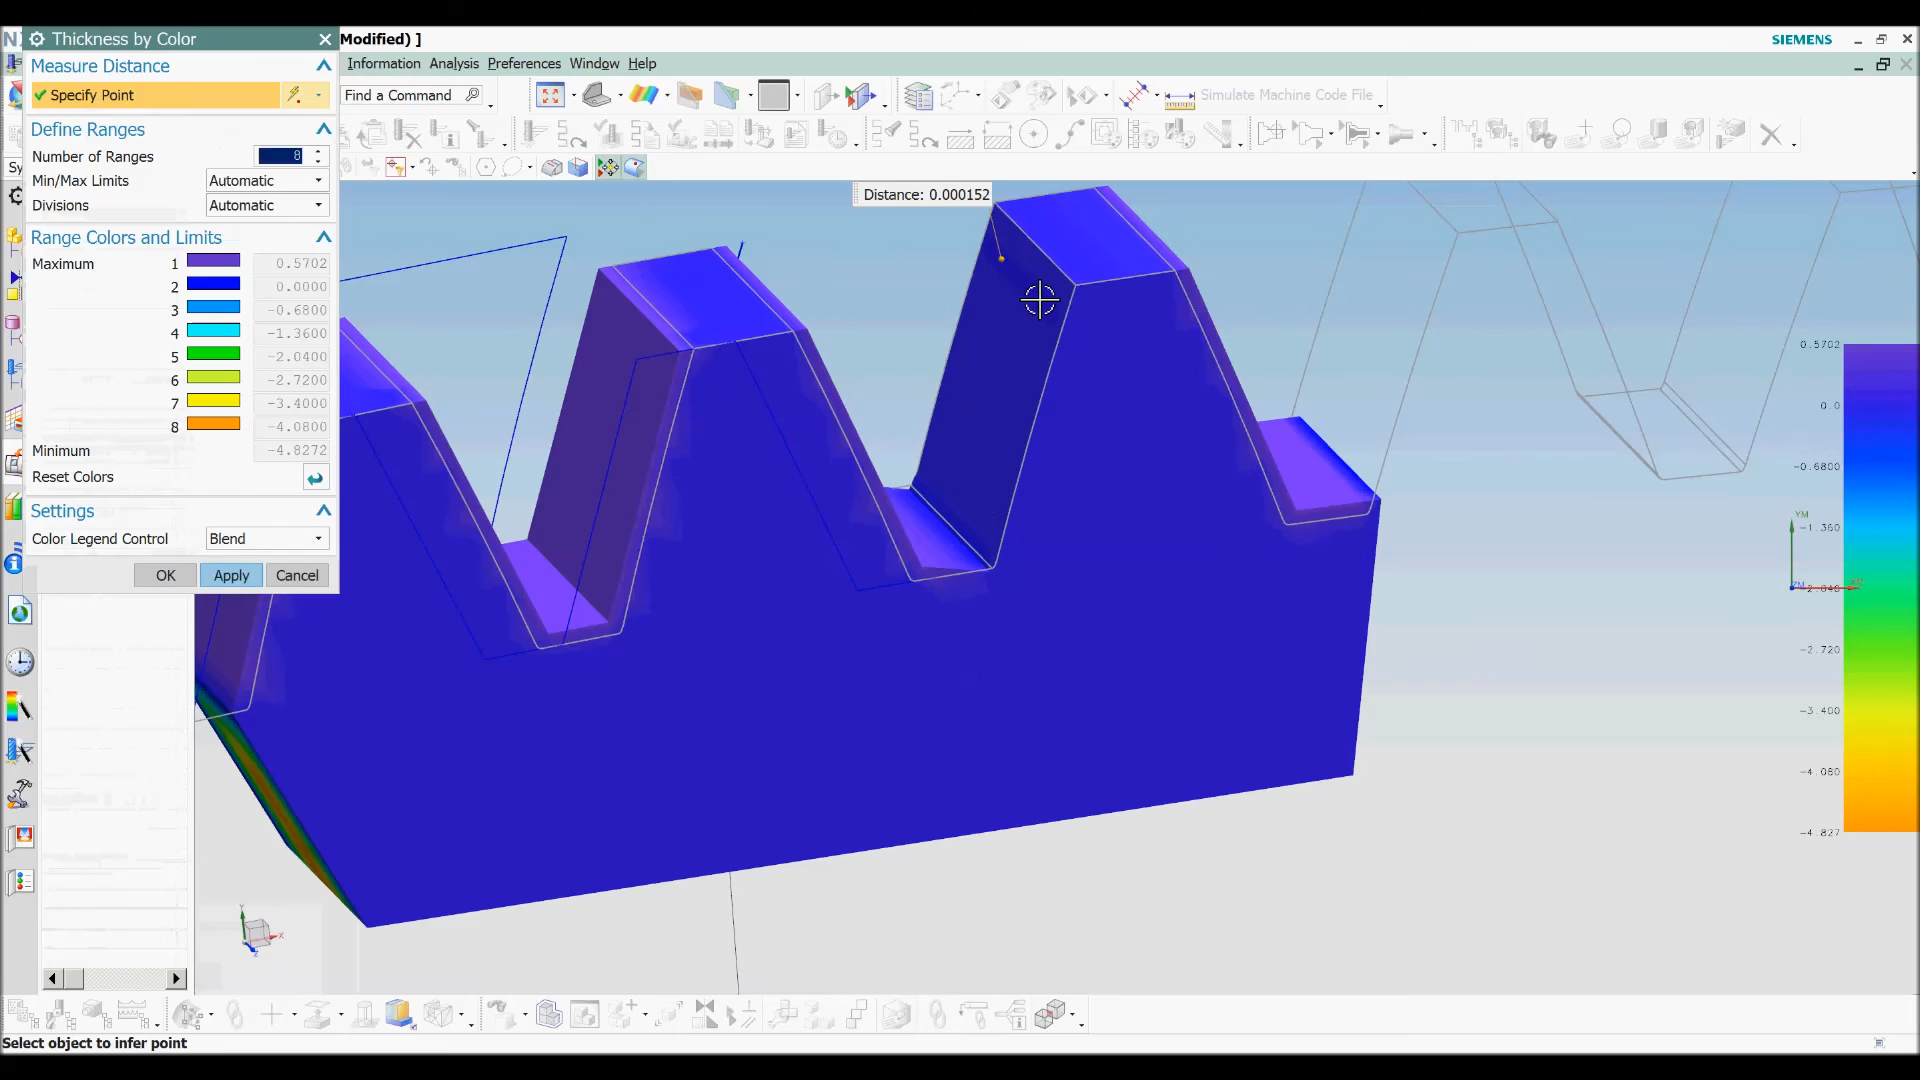 Thickness by Color
Modified) ]
SIEMENS
Measure Distance
Information Analysis Preferences Window Help
Specify Point
Find a Command
Simulate Machine Code File
Define Ranges
Number of Ranges 8
Min/Max Limits Automatic
Divisions Automatic
Distance: 0.000152
Range Colors and Limits
Maximum 1 0.5702
2 0.0000
3 -0.6800
4 -1.3600
5 -2.0400
6 -2.7200
7 -3.4000
8 -4.0800
Minimum -4.8272
Reset Colors
Settings
Color Legend Control Blend
OK Apply Cancel
0.5702
0.0
-0.6800
YM
-1.360
-2.720
-3.400
-4.080
-4.827
Y
X
Z
Select object to infer point